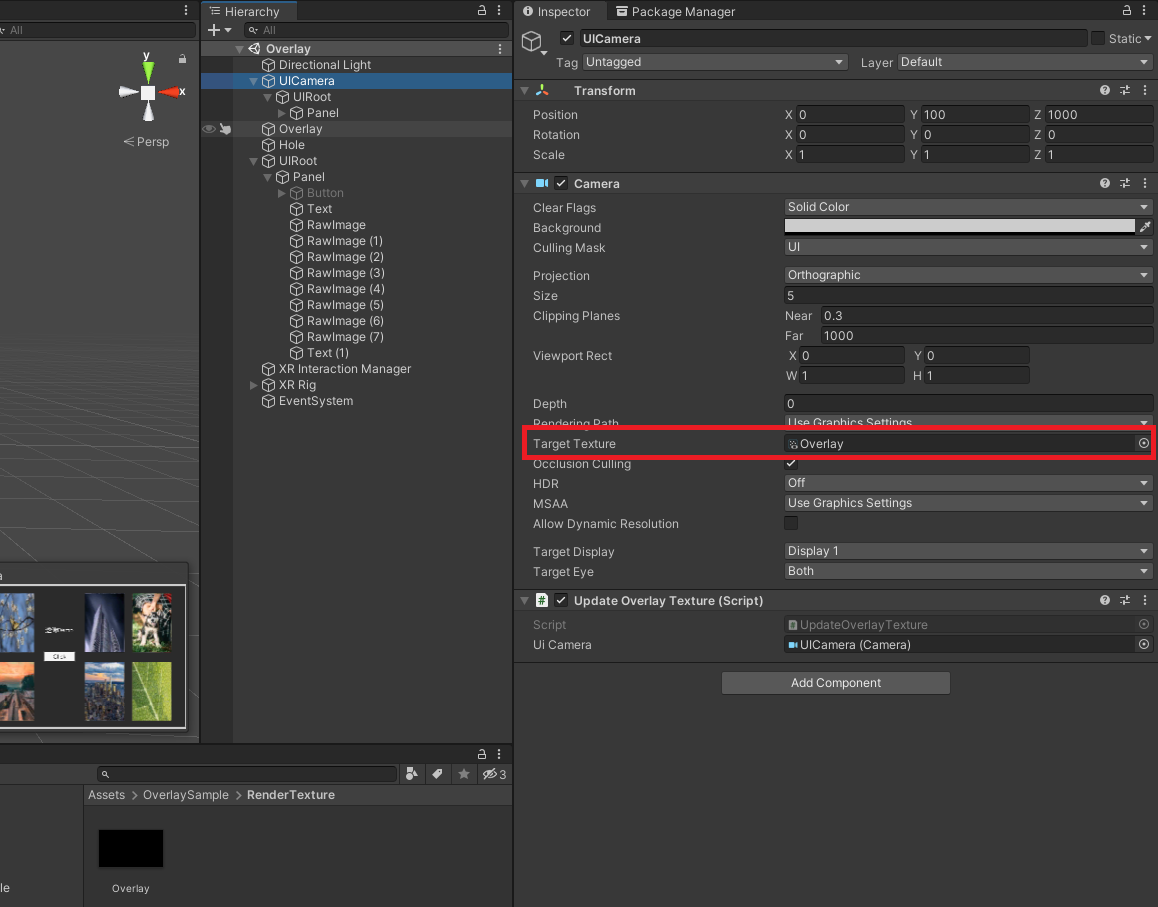 All
y
x
Persp
a
Hierarchy
All
Overlay
Directional Light
UICamera
UIRoot
Panel
Overlay
Hole
UIRoot
Panel
Button
Text
RawImage
RawImage (1)
RawImage (2)
RawImage (3)
RawImage (4)
RawImage (5)
RawImage (6)
RawImage (7)
Text (1)
XR Interaction Manager
XR Rig
EventSystem
3
Assets > OverlaySample > RenderTexture
Overlay
le
Inspector
Package Manager
UICamera
Static
Tag Untagged
Layer Default
Transform
Position X 0 Y 100 Z 1000
Rotation X 0 Y 0 Z 0
Scale X 1 Y 1 Z 1
Camera
Clear Flags Solid Color
Background
Culling Mask UI
Projection Orthographic
Size 5
Clipping Planes Near 0.3
Far 1000
Viewport Rect X 0 Y 0
W 1 H 1
Depth 0
Rendering Path Use Graphics Settings
Target Texture Overlay
Occlusion Culling
HDR Off
MSAA Use Graphics Settings
Allow Dynamic Resolution
Target Display Display 1
Target Eye Both
# Update Overlay Texture (Script)
Script UpdateOverlayTexture
Ui Camera UICamera (Camera)
Add Component